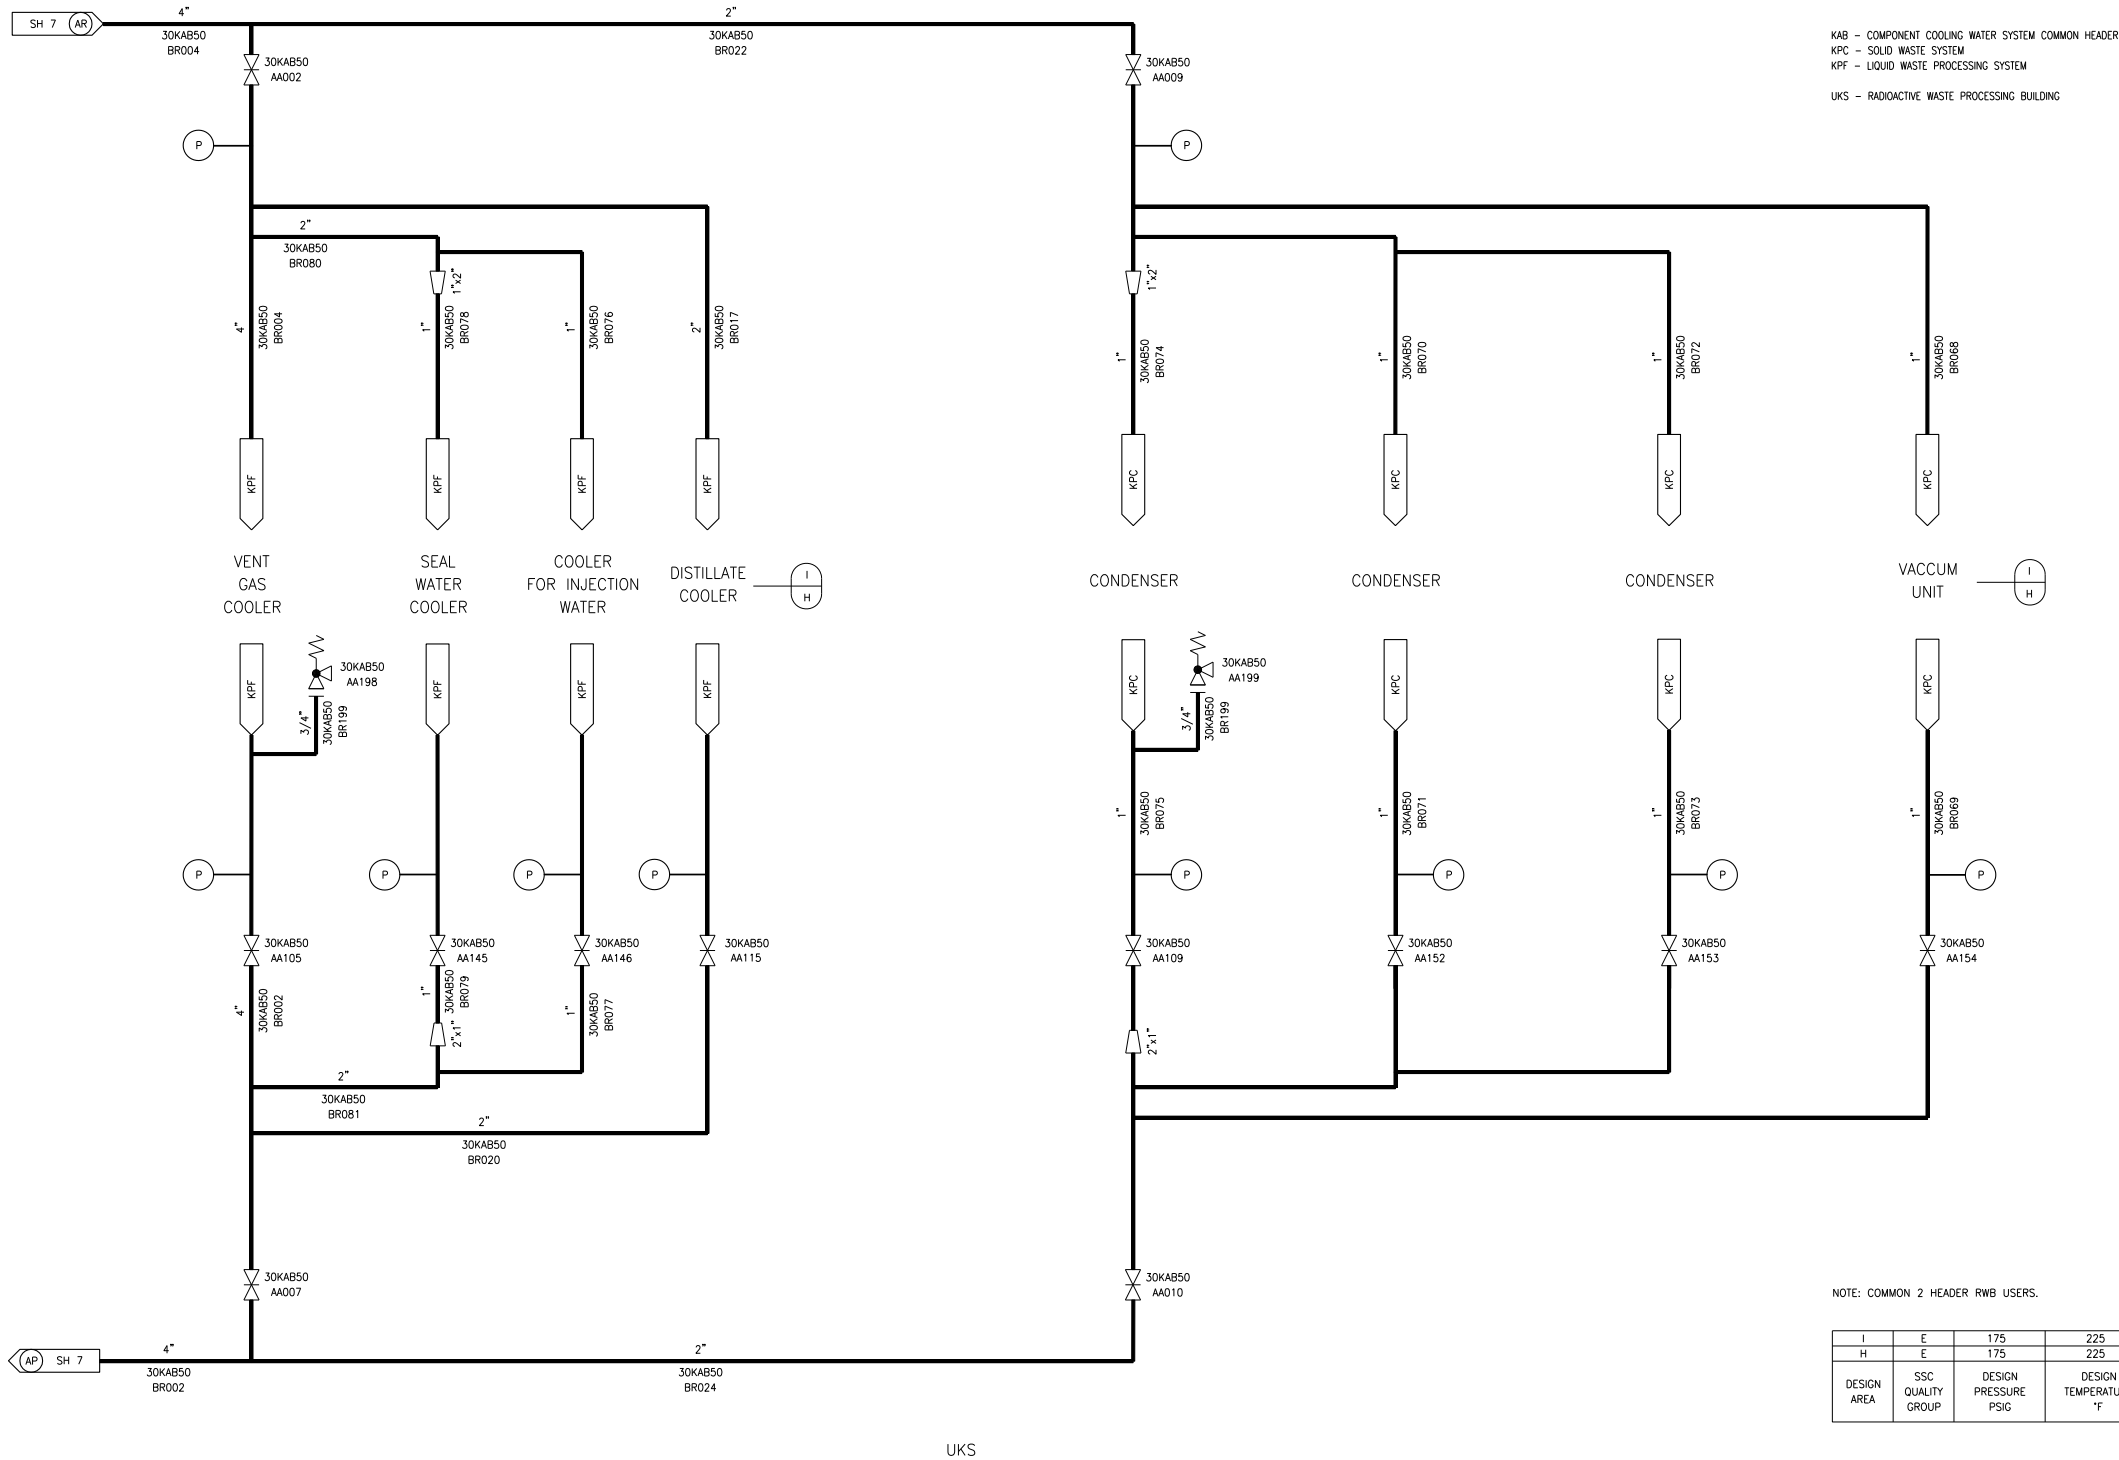 SH 7 AR
4"
30KAB50
BR004
2"
30KAB50
BR022
KAB - COMPONENT COOLING WATER SYSTEM COMMON HEADER
KPC - SOLID WASTE SYSTEM
KPF - LIQUID WASTE PROCESSING SYSTEM
UKS - RADIOACTIVE WASTE PROCESSING BUILDING
30KAB50
AA002
30KAB50
AA009
P
P
2"
30KAB50
BR080
1"x2"
1"x2"
4"
30KAB50
BR004
1"
30KAB50
BR078
1"
30KAB50
BR076
2"
30KAB50
BR017
1"
30KAB50
BR074
1"
30KAB50
BR070
1"
30KAB50
BR072
1"
30KAB50
BR068
KPF
KPF
KPF
KPF
KPC
KPC
KPC
KPC
VENT
GAS
COOLER
SEAL
WATER
COOLER
COOLER
FOR INJECTION
WATER
DISTILLATE
COOLER
I
H
CONDENSER
CONDENSER
CONDENSER
VACCUM
UNIT
I
H
KPF
30KAB50
AA198
3/4"
30KAB50
BR199
KPF
KPF
KPF
KPC
30KAB50
AA199
3/4"
30KAB50
BR199
KPC
KPC
KPC
1"
30KAB50
BR075
1"
30KAB50
BR071
1"
30KAB50
BR073
1"
30KAB50
BR069
P
P
P
P
P
P
P
P
30KAB50
AA105
30KAB50
AA145
30KAB50
AA146
30KAB50
AA115
30KAB50
AA109
30KAB50
AA152
30KAB50
AA153
30KAB50
AA154
4"
30KAB50
BR002
1"
30KAB50
BR079
2"x1"
1"
30KAB50
BR077
2"x1"
2"
30KAB50
BR081
2"
30KAB50
BR020
30KAB50
AA007
30KAB50
AA010
NOTE: COMMON 2 HEADER RWB USERS.
AP SH 7
4"
30KAB50
BR002
2"
30KAB50
BR024
I E 175 225
H E 175 225
DESIGN
AREA
SSC
QUALITY
GROUP
DESIGN
PRESSURE
PSIG
DESIGN
TEMPERATU
°F
UKS